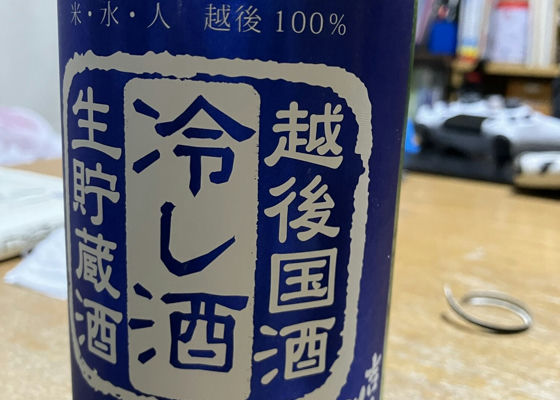 米・水・人 越後100%
越後国酒
冷し酒
生貯蔵酒